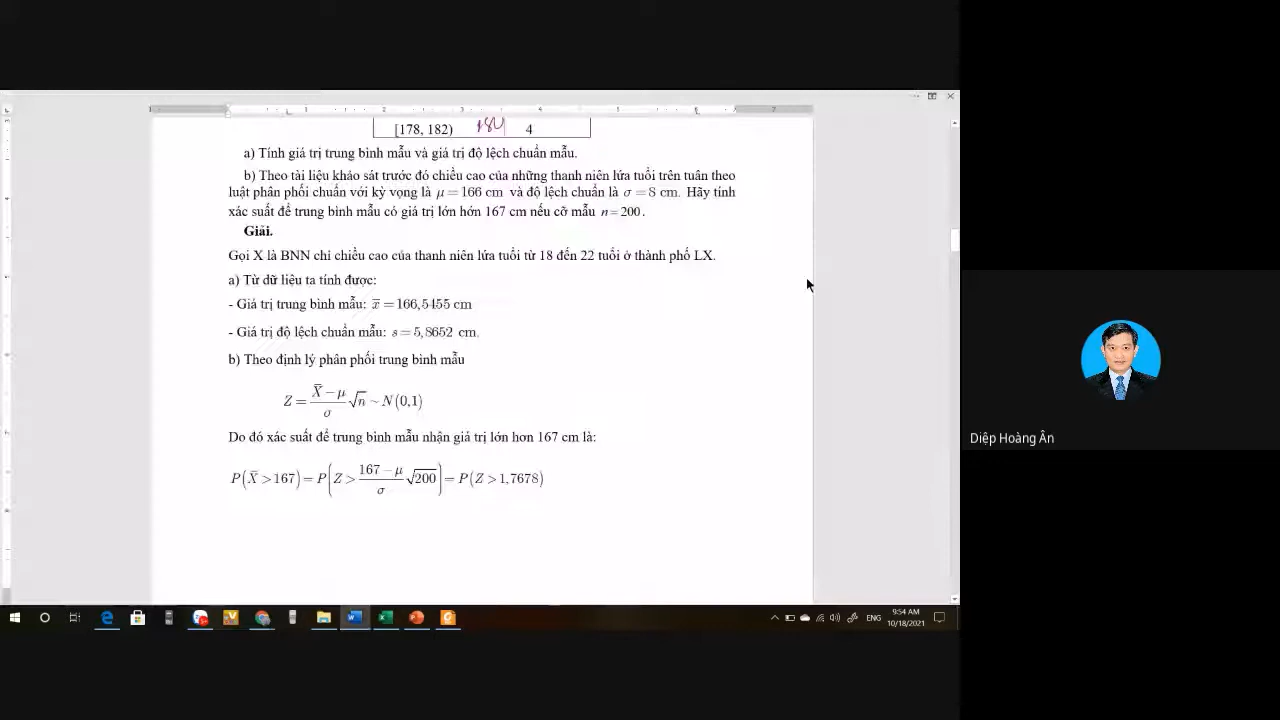 [178, 182) 184 4
a) Tính giá trị trung bình mẫu và giá trị độ lệch chuẩn mẫu.
b) Theo tài liệu khảo sát trước đó chiều cao của những thanh niên lứa tuổi trên tuân theo
luật phân phối chuẩn với kỳ vọng là μ = 166 cm và độ lệch chuẩn là σ = 8 cm. Hãy tính
xác suất để trung bình mẫu có giá trị lớn hơn 167 cm nếu cỡ mẫu n = 200.
Giải.
Gọi X là BNN chỉ chiều cao của thanh niên lứa tuổi từ 18 đến 22 tuổi ở thành phố LX.
a) Từ dữ liệu ta tính được:
- Giá trị trung bình mẫu: x̅ = 166,5455 cm
- Giá trị độ lệch chuẩn mẫu: s = 5,8652 cm.
b) Theo định lý phân phối trung bình mẫu
Z = (X̅ − μ)/σ √n ~ N(0,1)
Do đó xác suất để trung bình mẫu nhận giá trị lớn hơn 167 cm là:
P(X̅ > 167) = P(Z > (167 − μ)/σ √200) = P(Z > 1,7678)
Diệp Hoàng Ân
ENG
9:54 AM
10/18/2021